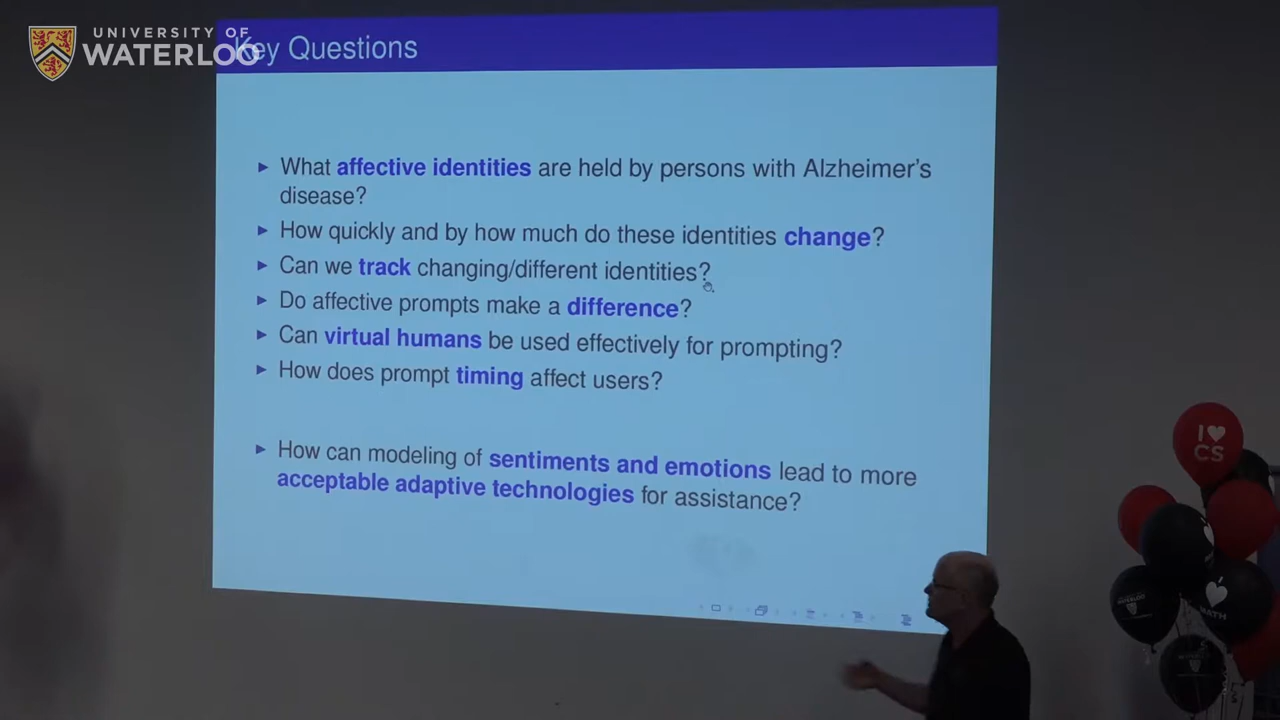 UNIVERSITY OF
WATERLOO
Key Questions
What affective identities are held by persons with Alzheimer's
disease?
How quickly and by how much do these identities change?
Can we track changing/different identities?
Do affective prompts make a difference?
Can virtual humans be used effectively for prompting?
How does prompt timing affect users?
How can modeling of sentiments and emotions lead to more
acceptable adaptive technologies for assistance?
I ♥
CS
MATH